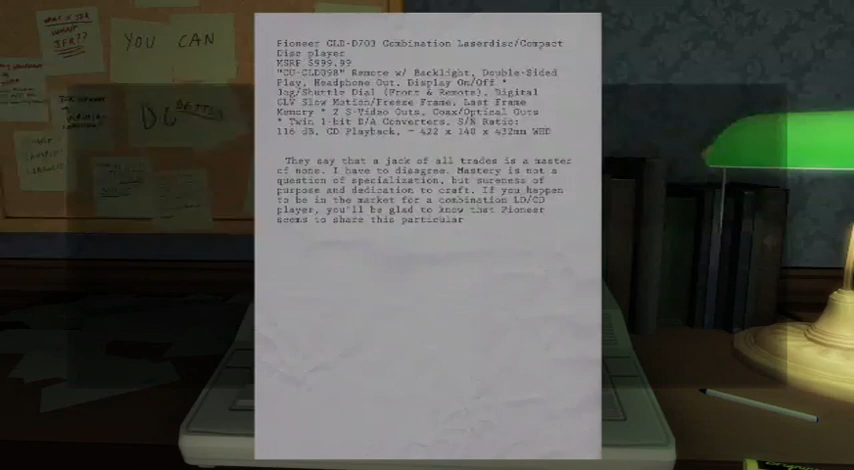 Pioneer CLD-D703 Combination Laserdisc/Compact
Disc player
MSRP $999.99
"CU-CLD098" Remote w/ Backlight, Double-Sided
Play, Headphone Out, Display On/Off *
Jog/Shuttle Dial (Front & Remote), Digital
CLV Slow Motion/Freeze Frame, Last Frame
Memory * 2 S-Video Outs, Coax/Optical Outs
* Twin 1-bit D/A Converters, S/N Ratio:
116 dB, CD Playback, - 422 x 140 x 432mm WHD
They say that a jack of all trades is a master
of none. I have to disagree. Mastery is not a
question of specialization, but sureness of
purpose and dedication to craft. If you happen
to be in the market for a combination LD/CD
player, you'll be glad to know that Pioneer
seems to share this particular
YOU CAN
DO
BETTER
WHAT IF JFK
JFK??